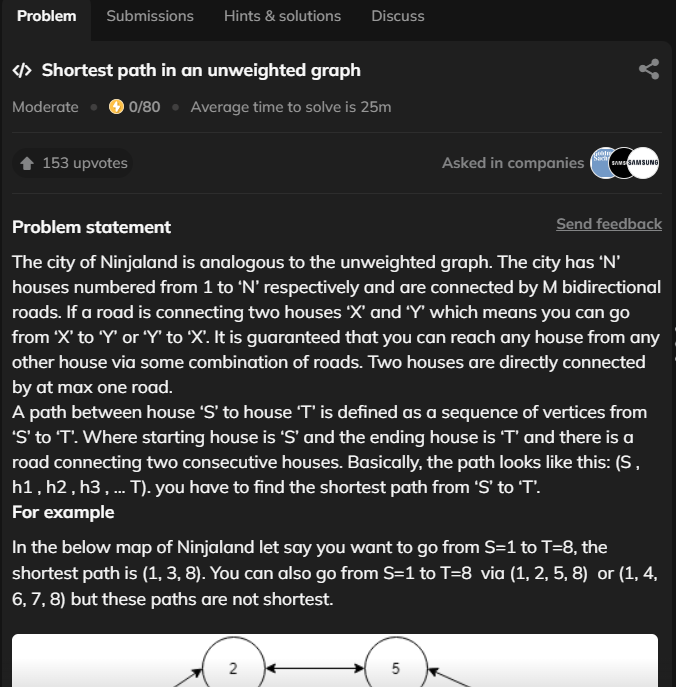 Problem Submissions Hints & solutions Discuss
</> Shortest path in an unweighted graph
Moderate • 0/80 • Average time to solve is 25m
153 upvotes
Asked in companies
SAMSUNG
Problem statement
Send feedback
The city of Ninjaland is analogous to the unweighted graph. The city has ‘N’
houses numbered from 1 to ‘N’ respectively and are connected by M bidirectional
roads. If a road is connecting two houses ‘X’ and ‘Y’ which means you can go
from ‘X’ to ‘Y’ or ‘Y’ to ‘X’. It is guaranteed that you can reach any house from any
other house via some combination of roads. Two houses are directly connected
by at max one road.
A path between house ‘S’ to house ‘T’ is defined as a sequence of vertices from
‘S’ to ‘T’. Where starting house is ‘S’ and the ending house is ‘T’ and there is a
road connecting two consecutive houses. Basically, the path looks like this: (S ,
h1 , h2 , h3 , ... T). you have to find the shortest path from ‘S’ to ‘T’.
For example
In the below map of Ninjaland let say you want to go from S=1 to T=8, the
shortest path is (1, 3, 8). You can also go from S=1 to T=8  via (1, 2, 5, 8)  or (1, 4,
6, 7, 8) but these paths are not shortest.
2
5